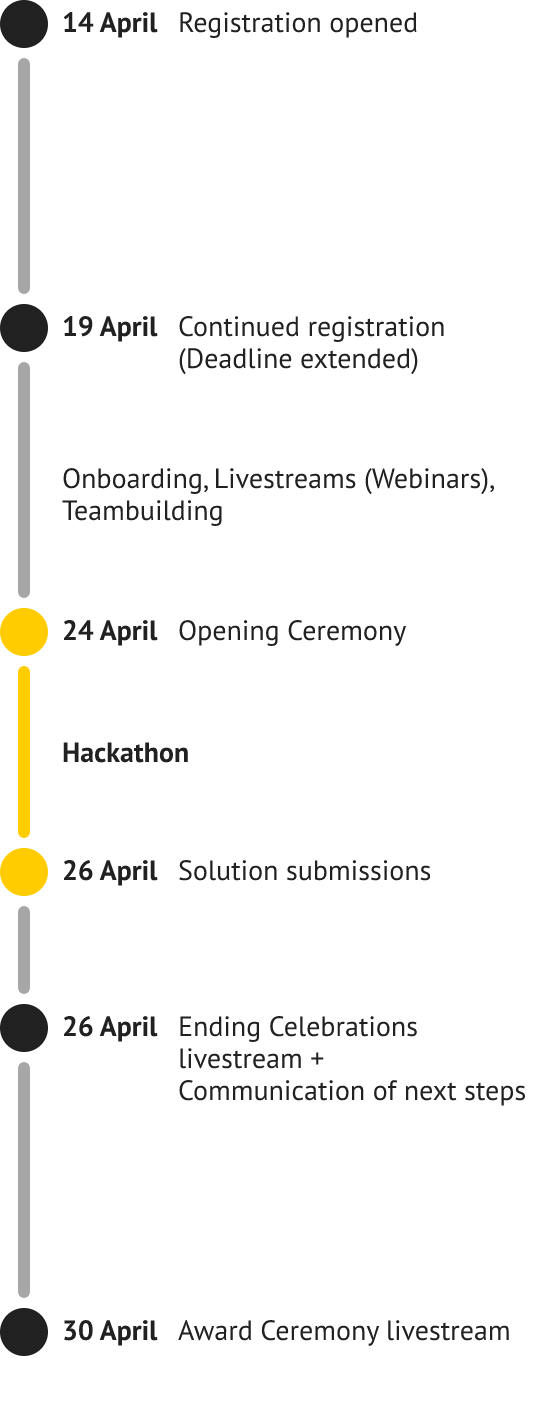 14 April Registration opened
19 April Continued registration
(Deadline extended)
Onboarding, Livestreams (Webinars),
Teambuilding
24 April Opening Ceremony
Hackathon
26 April Solution submissions
26 April Ending Celebrations
livestream +
Communication of next steps
30 April Award Ceremony livestream